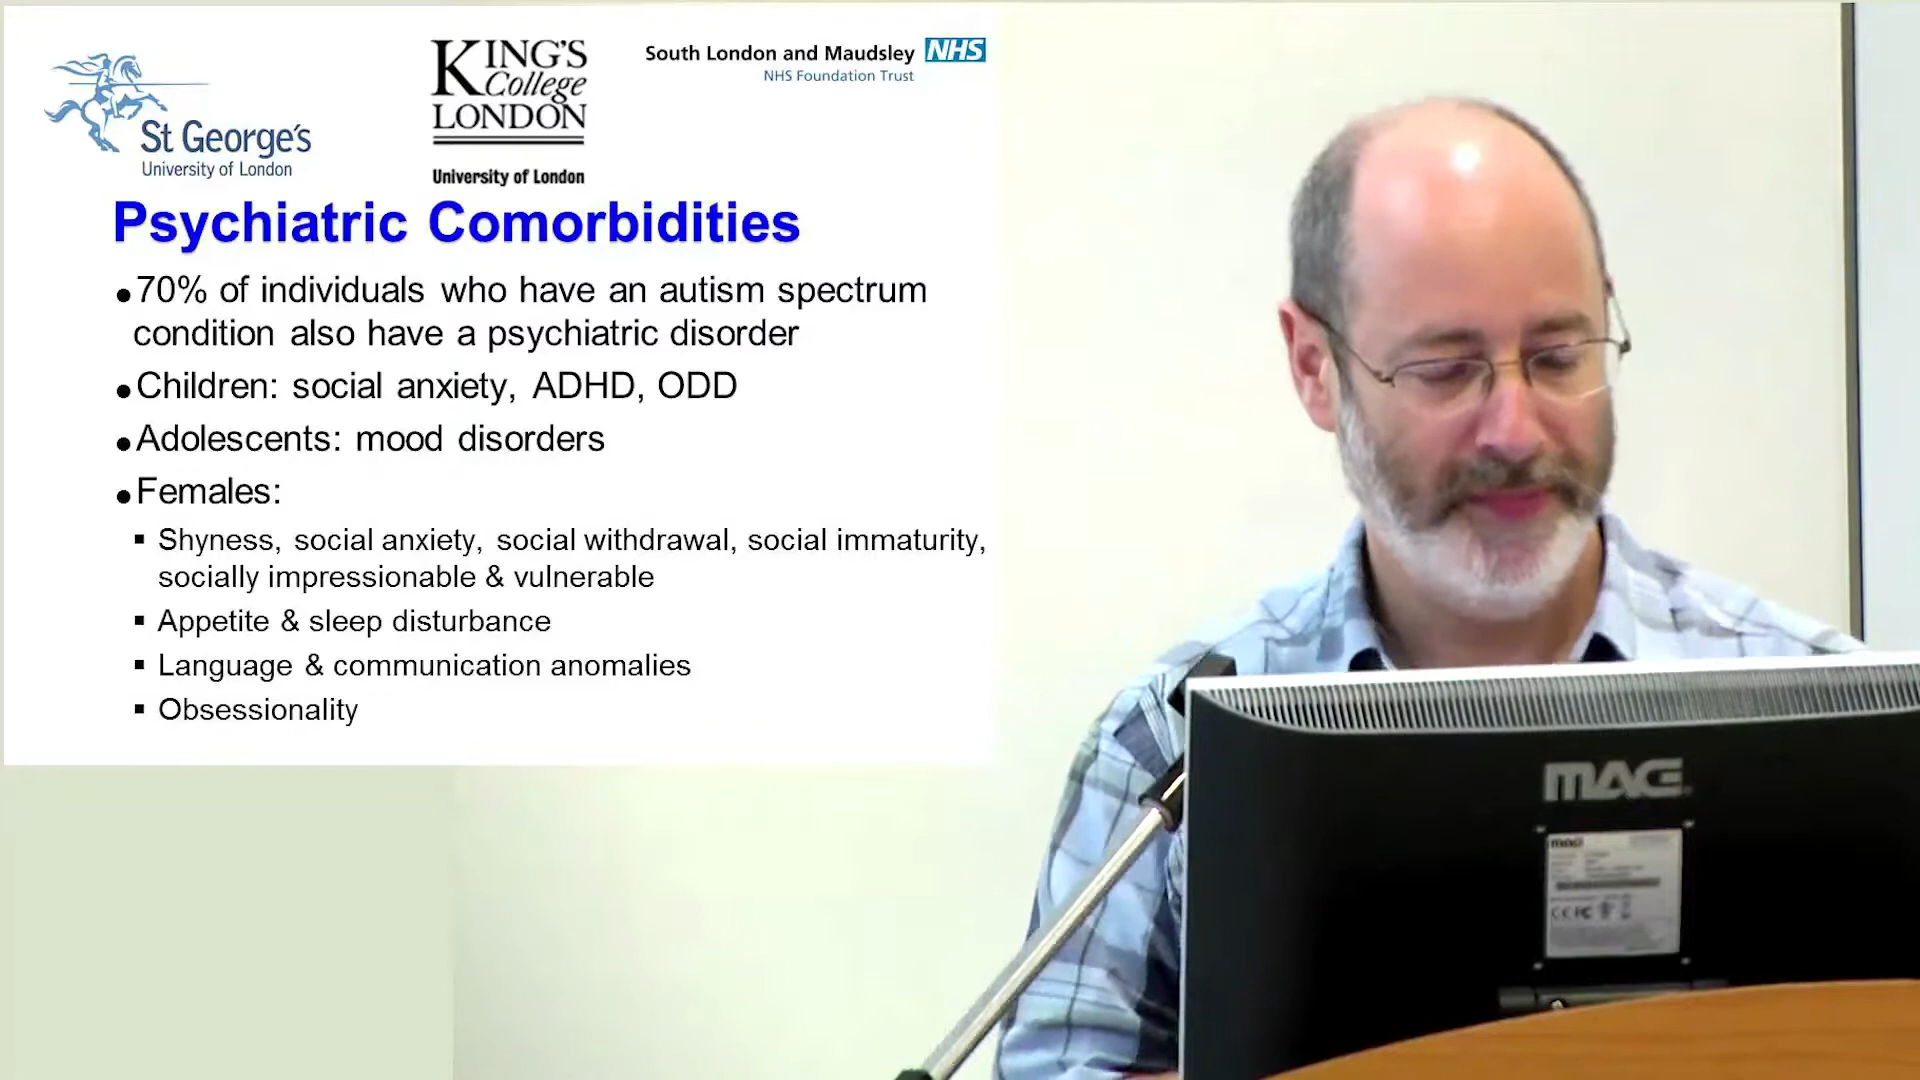 St George's
University of London
KING'S
College
LONDON
University of London
South London and Maudsley NHS
NHS Foundation Trust
Psychiatric Comorbidities
•70% of individuals who have an autism spectrum
condition also have a psychiatric disorder
•Children: social anxiety, ADHD, ODD
•Adolescents: mood disorders
•Females:
▪ Shyness, social anxiety, social withdrawal, social immaturity,
socially impressionable & vulnerable
▪ Appetite & sleep disturbance
▪ Language & communication anomalies
▪ Obsessionality
MAG